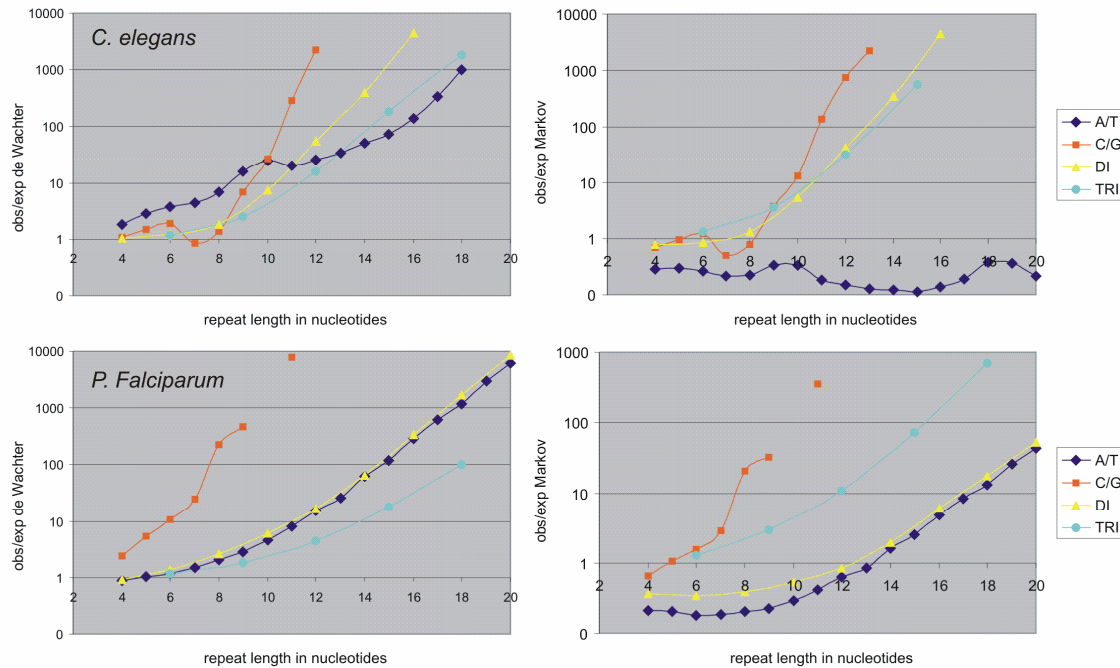 C. elegans
obs/exp de Wachter
10000
1000
100
10
1
0
2 4 6 8 10 12 14 16 18 20
repeat length in nucleotides
obs/exp Markov
10000
1000
100
10
1
0
2 4 6 8 10 12 14 16 18 20
repeat length in nucleotides
A/T
C/G
DI
TRI
P. Falciparum
obs/exp de Wachter
10000
1000
100
10
1
0
2 4 6 8 10 12 14 16 18 20
repeat length in nucleotides
obs/exp Markov
1000
100
10
1
0
2 4 6 8 10 12 14 16 18 20
repeat length in nucleotides
A/T
C/G
DI
TRI